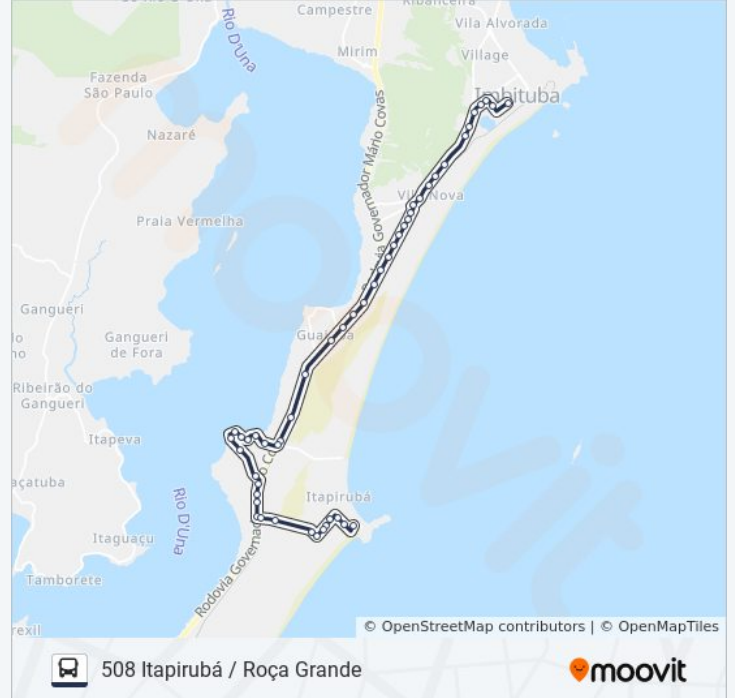 Ribanceira
Campestre
Vila Alvorada
Rio D'Una
Mirim
Village
Fazenda
São Paulo
Imbituba
Nazaré
Rodovia Governador Mário Covas
Vila Nova
Praia Vermelha
Gangueri
Gangueri
de Fora
Ribeirão do
Gangueri
Itapeva
Itapirubá
Rio D'Una
Itaguaçu
Rodovia Governa
Tamborete
© OpenStreetMap contributors | © OpenMapTiles
508 Itapirubá / Roça Grande
moovit